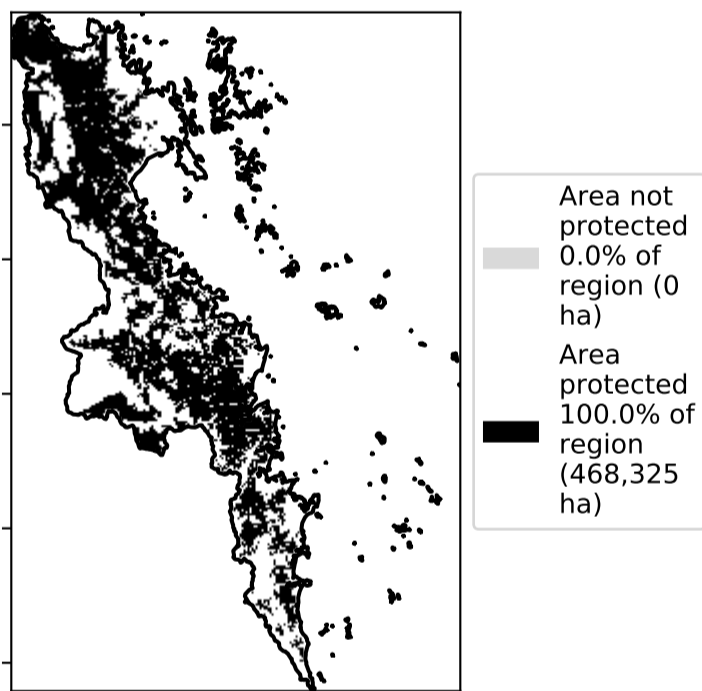 Area not
protected
0.0% of
region (0
ha)
Area
protected
100.0% of
region
(468,325
ha)